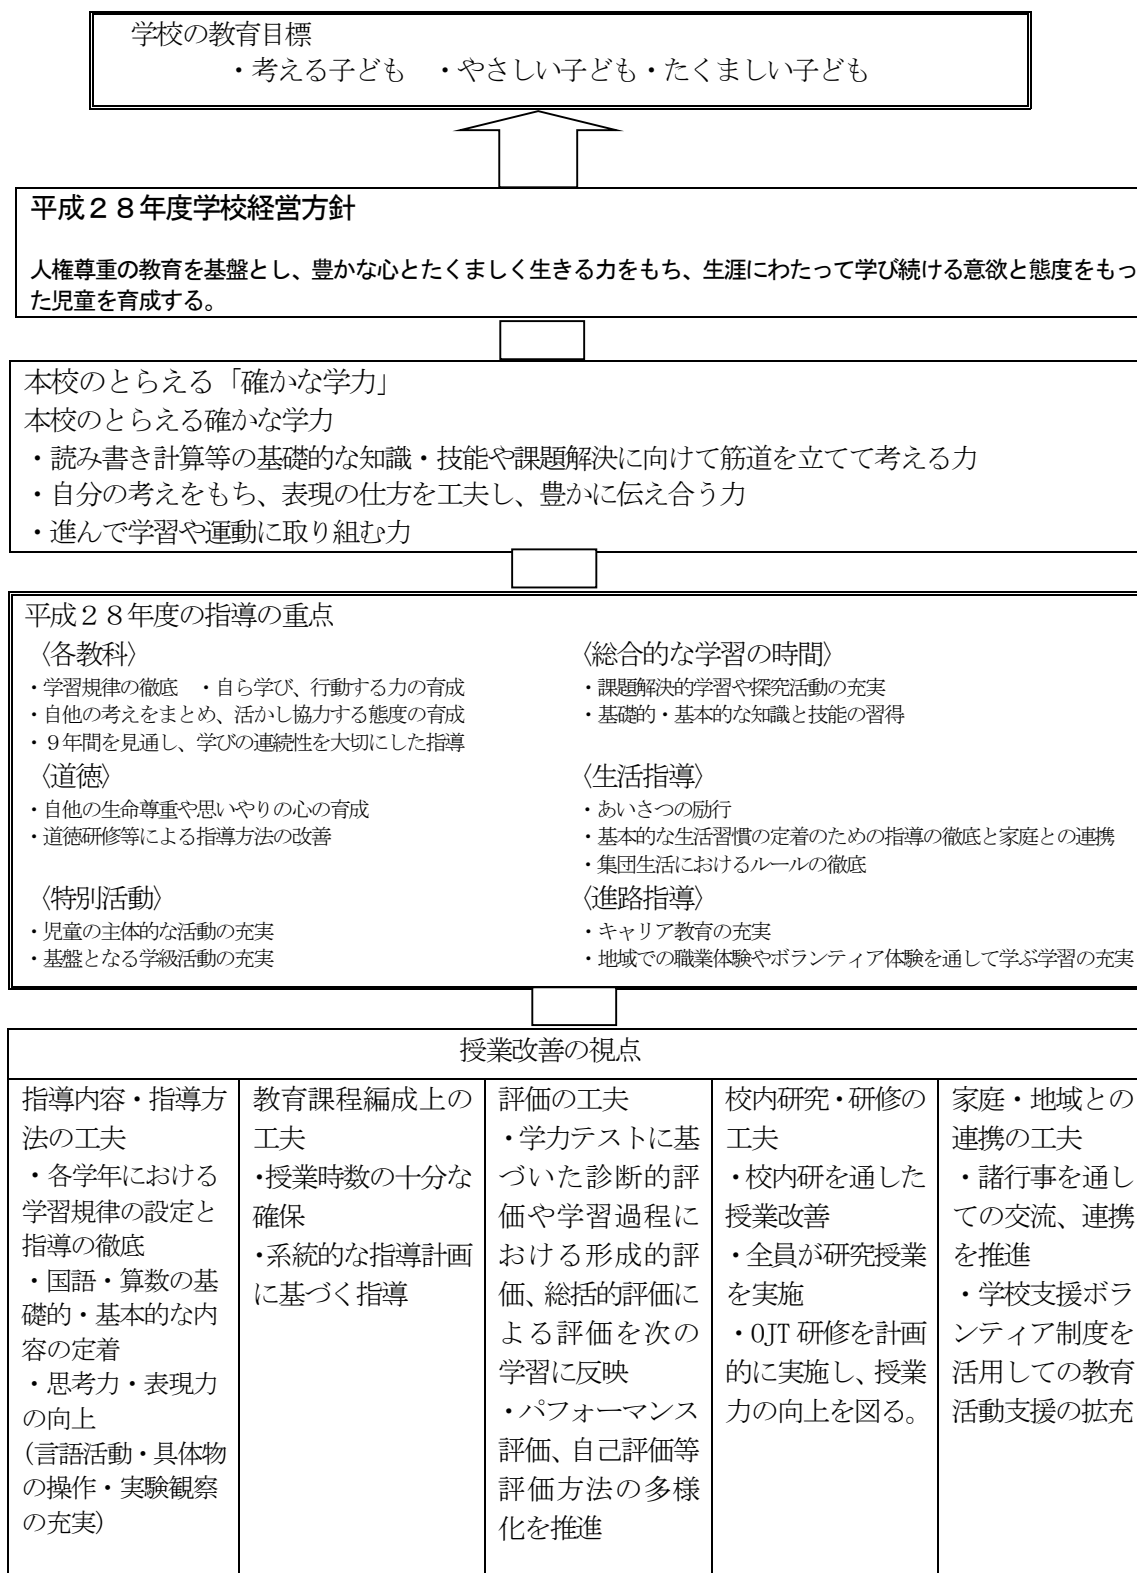 学校の教育目標
・考える子ども　・やさしい子ども・たくましい子ども
平成２８年度学校経営方針
人権尊重の教育を基盤とし、豊かな心とたくましく生きる力をもち、生涯にわたって学び続ける意欲と態度をもっ
た児童を育成する。
本校のとらえる「確かな学力」
本校のとらえる確かな学力
・読み書き計算等の基礎的な知識・技能や課題解決に向けて筋道を立てて考える力
・自分の考えをもち、表現の仕方を工夫し、豊かに伝え合う力
・進んで学習や運動に取り組む力
平成２８年度の指導の重点
〈各教科〉
・学習規律の徹底　・自ら学び、行動する力の育成
・自他の考えをまとめ、活かし協力する態度の育成
・９年間を見通し、学びの連続性を大切にした指導
〈総合的な学習の時間〉
・課題解決的学習や探究活動の充実
・基礎的・基本的な知識と技能の習得
〈道徳〉
・自他の生命尊重や思いやりの心の育成
・道徳研修等による指導方法の改善
〈生活指導〉
・あいさつの励行
・基本的な生活習慣の定着のための指導の徹底と家庭との連携
・集団生活におけるルールの徹底
〈特別活動〉
・児童の主体的な活動の充実
・基盤となる学級活動の充実
〈進路指導〉
・キャリア教育の充実
・地域での職業体験やボランティア体験を通して学ぶ学習の充実
授業改善の視点
指導内容・指導方
法の工夫
・各学年における
学習規律の設定と
指導の徹底
・国語・算数の基
礎的・基本的な内
容の定着
・思考力・表現力
の向上
(言語活動・具体物
の操作・実験観察
の充実)
教育課程編成上の
工夫
・授業時数の十分な
確保
・系統的な指導計画
に基づく指導
評価の工夫
・学力テストに基
づいた診断的評
価や学習過程に
おける形成的評
価、総括的評価に
よる評価を次の
学習に反映
・パフォーマンス
評価、自己評価等
評価方法の多様
化を推進
校内研究・研修の
工夫
・校内研を通した
授業改善
・全員が研究授業
を実施
・OJT 研修を計画
的に実施し、授業
力の向上を図る。
家庭・地域との
連携の工夫
・諸行事を通し
ての交流、連携
を推進
・学校支援ボラ
ンティア制度を
活用しての教育
活動支援の拡充